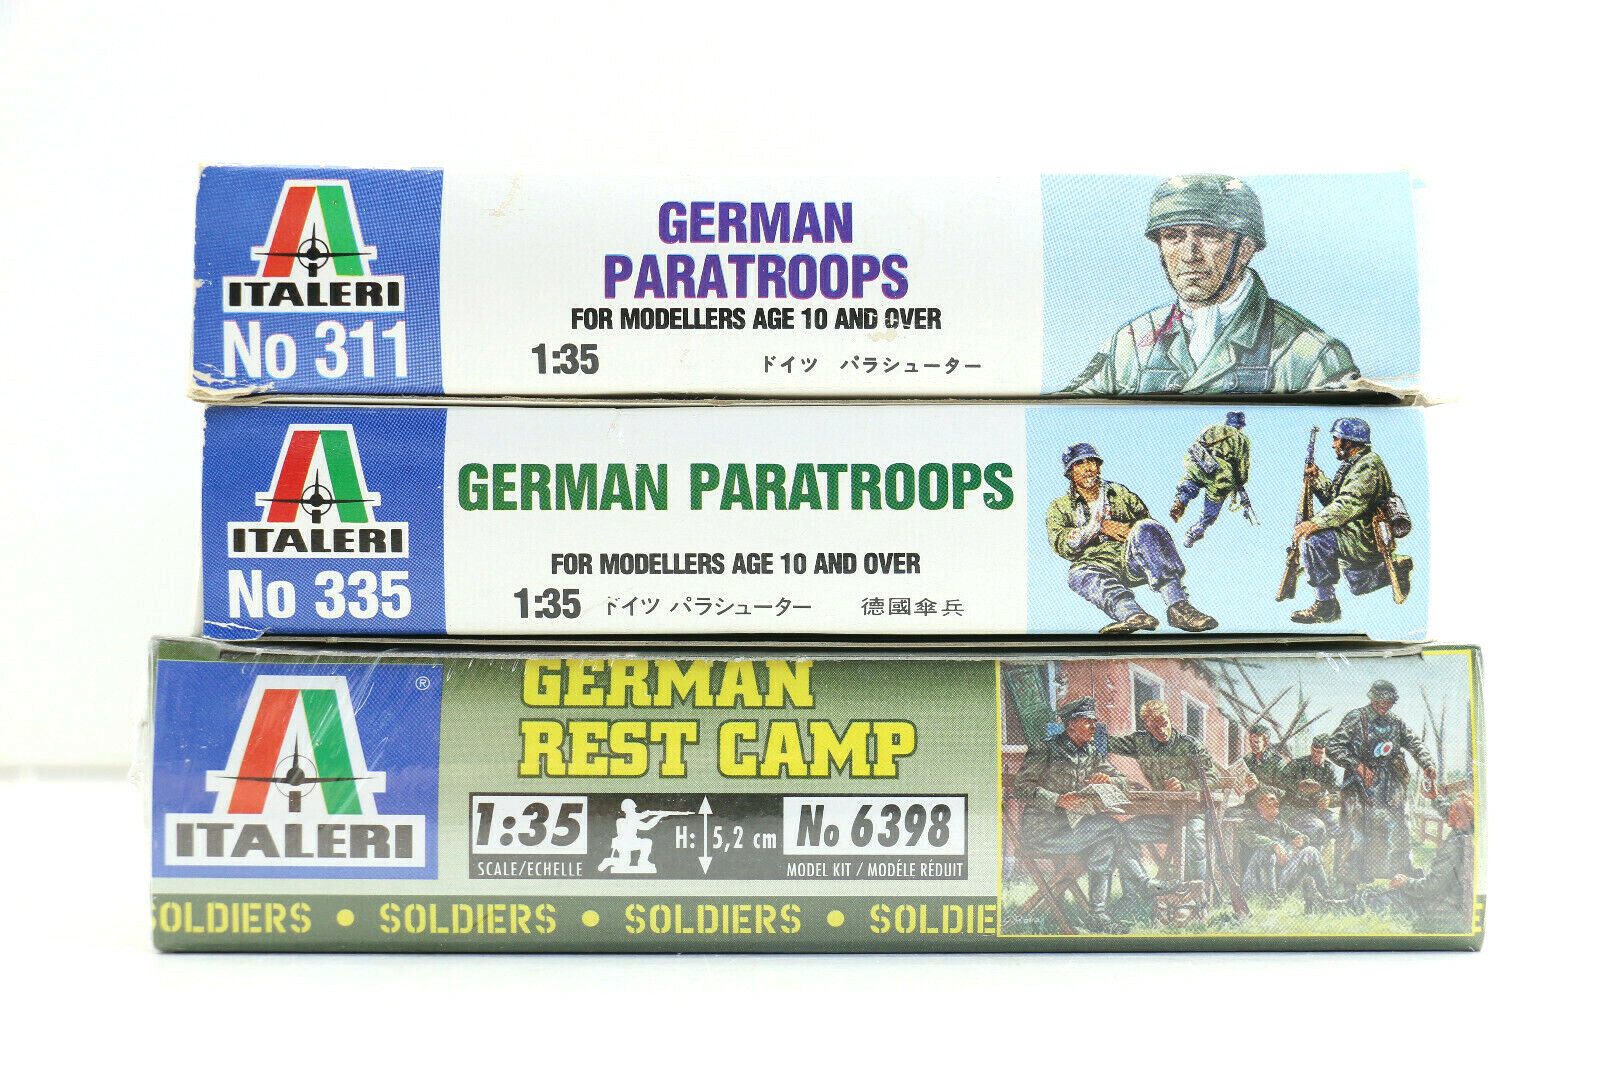 ITALERI
No 311
GERMAN
PARATROOPS
FOR MODELLERS AGE 10 AND OVER
1:35 ドイツ パラシューター
ITALERI
No 335
GERMAN PARATROOPS
FOR MODELLERS AGE 10 AND OVER
1:35 ドイツ パラシューター 德國傘兵
ITALERI ®
GERMAN
REST CAMP
1:35 H: 5,2 cm No 6398
SCALE/ECHELLE MODEL KIT / MODÉLE RÉDUIT
SOLDIERS • SOLDIERS • SOLDIERS • SOLDIE